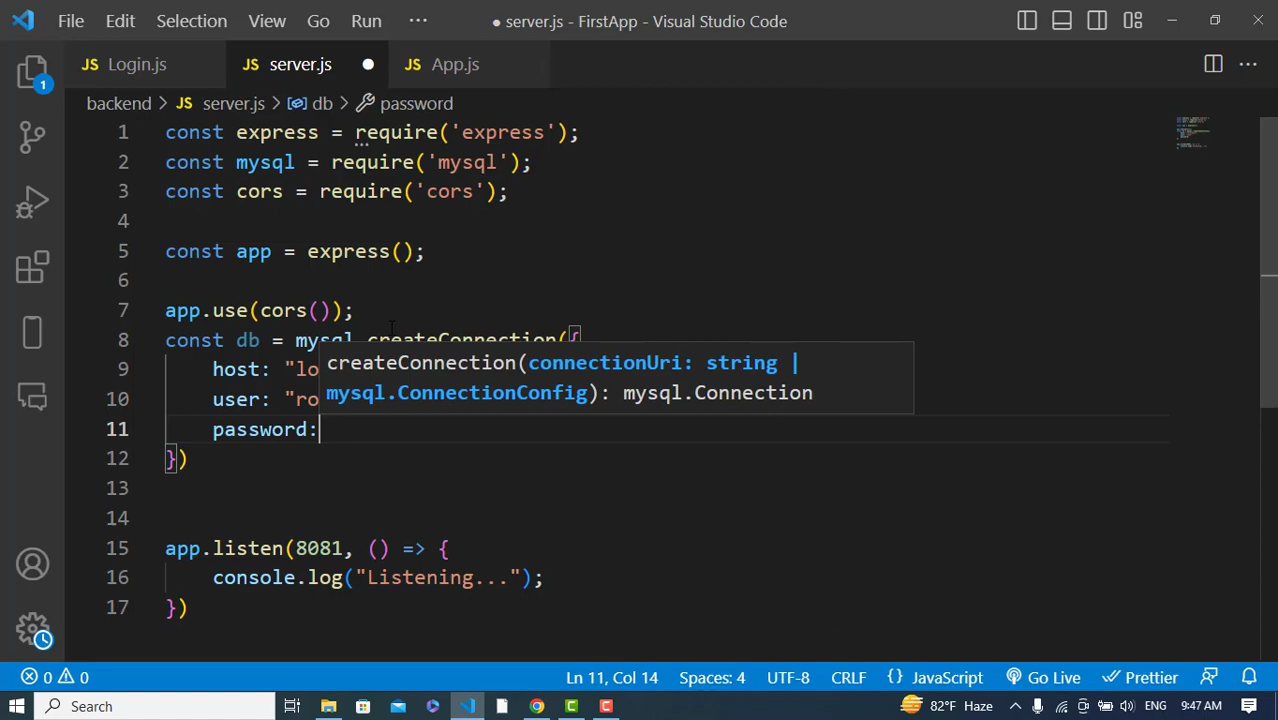 File Edit Selection View Go Run ··· ● server.js - FirstApp - Visual Studio Code
JS Login.js JS server.js ● JS App.js ···
1
backend > JS server.js > db > password
1 const express = require('express');
2 const mysql = require('mysql');
3 const cors = require('cors');
4
5 const app = express();
6
7 app.use(cors());
8 const db = mysql.createConnection({
9 host: "lo
createConnection(connectionUri: string |
mysql.ConnectionConfig): mysql.Connection
10 user: "ro
11 password:
12 })
13
14
15 app.listen(8081, () => {
16 console.log("Listening...");
17 })
0 0 Ln 11, Col 14 Spaces: 4 UTF-8 CRLF {} JavaScript Go Live Prettier
Search 82°F Haze ENG 9:47 AM